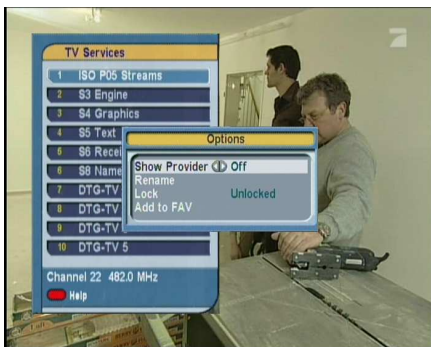 TV Services
1 ISO P05 Streams
2 S3 Engine
3 S4 Graphics
4 S5 Text
5 S6 Recei
6 S8 Name
7 DTG-TV
8 DTG-TV
9 DTG-TV
10 DTG-TV 5
Options
Show Provider Off
Rename
Lock Unlocked
Add to FAV
Channel 22 482.0 MHz
Help